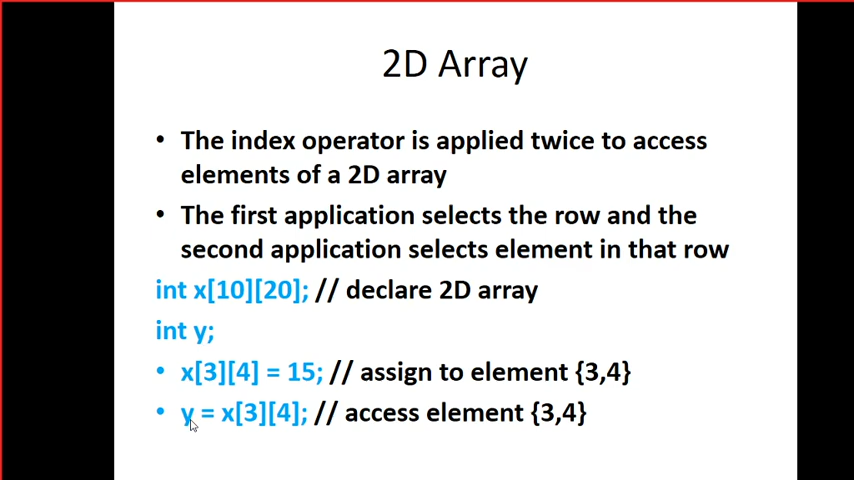 2D Array
• The index operator is applied twice to access
elements of a 2D array
• The first application selects the row and the
second application selects element in that row
int x[10][20]; // declare 2D array
int y;
• x[3][4] = 15; // assign to element {3,4}
• y = x[3][4]; // access element {3,4}